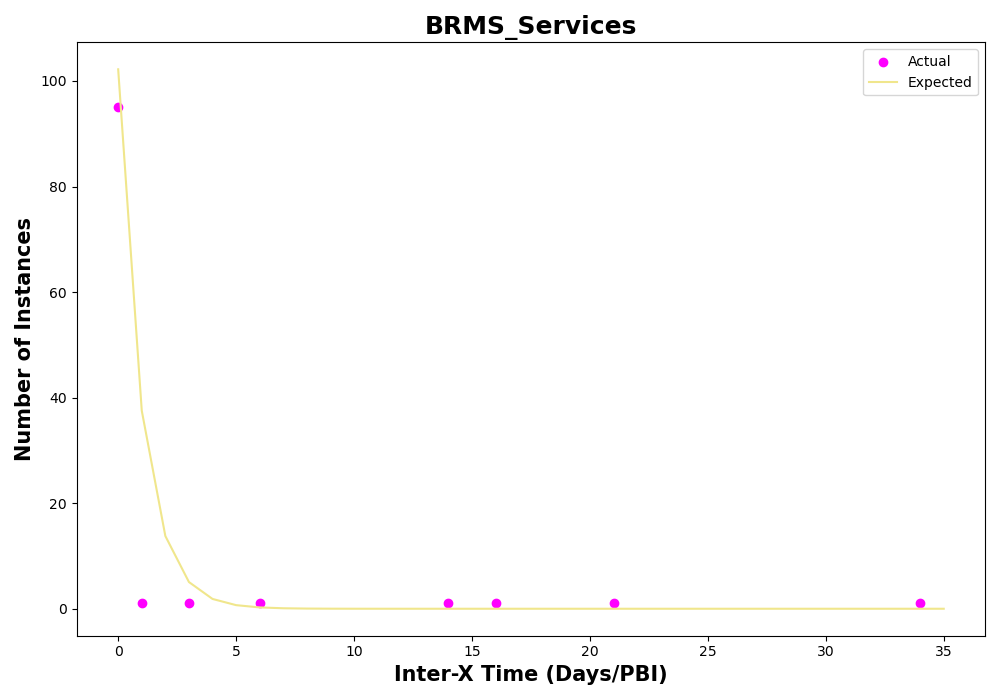 BRMS_Services
Actual
Expected
100
80
60
40
20
0
Number of Instances
0 5 10 15 20 25 30 35
Inter-X Time (Days/PBI)